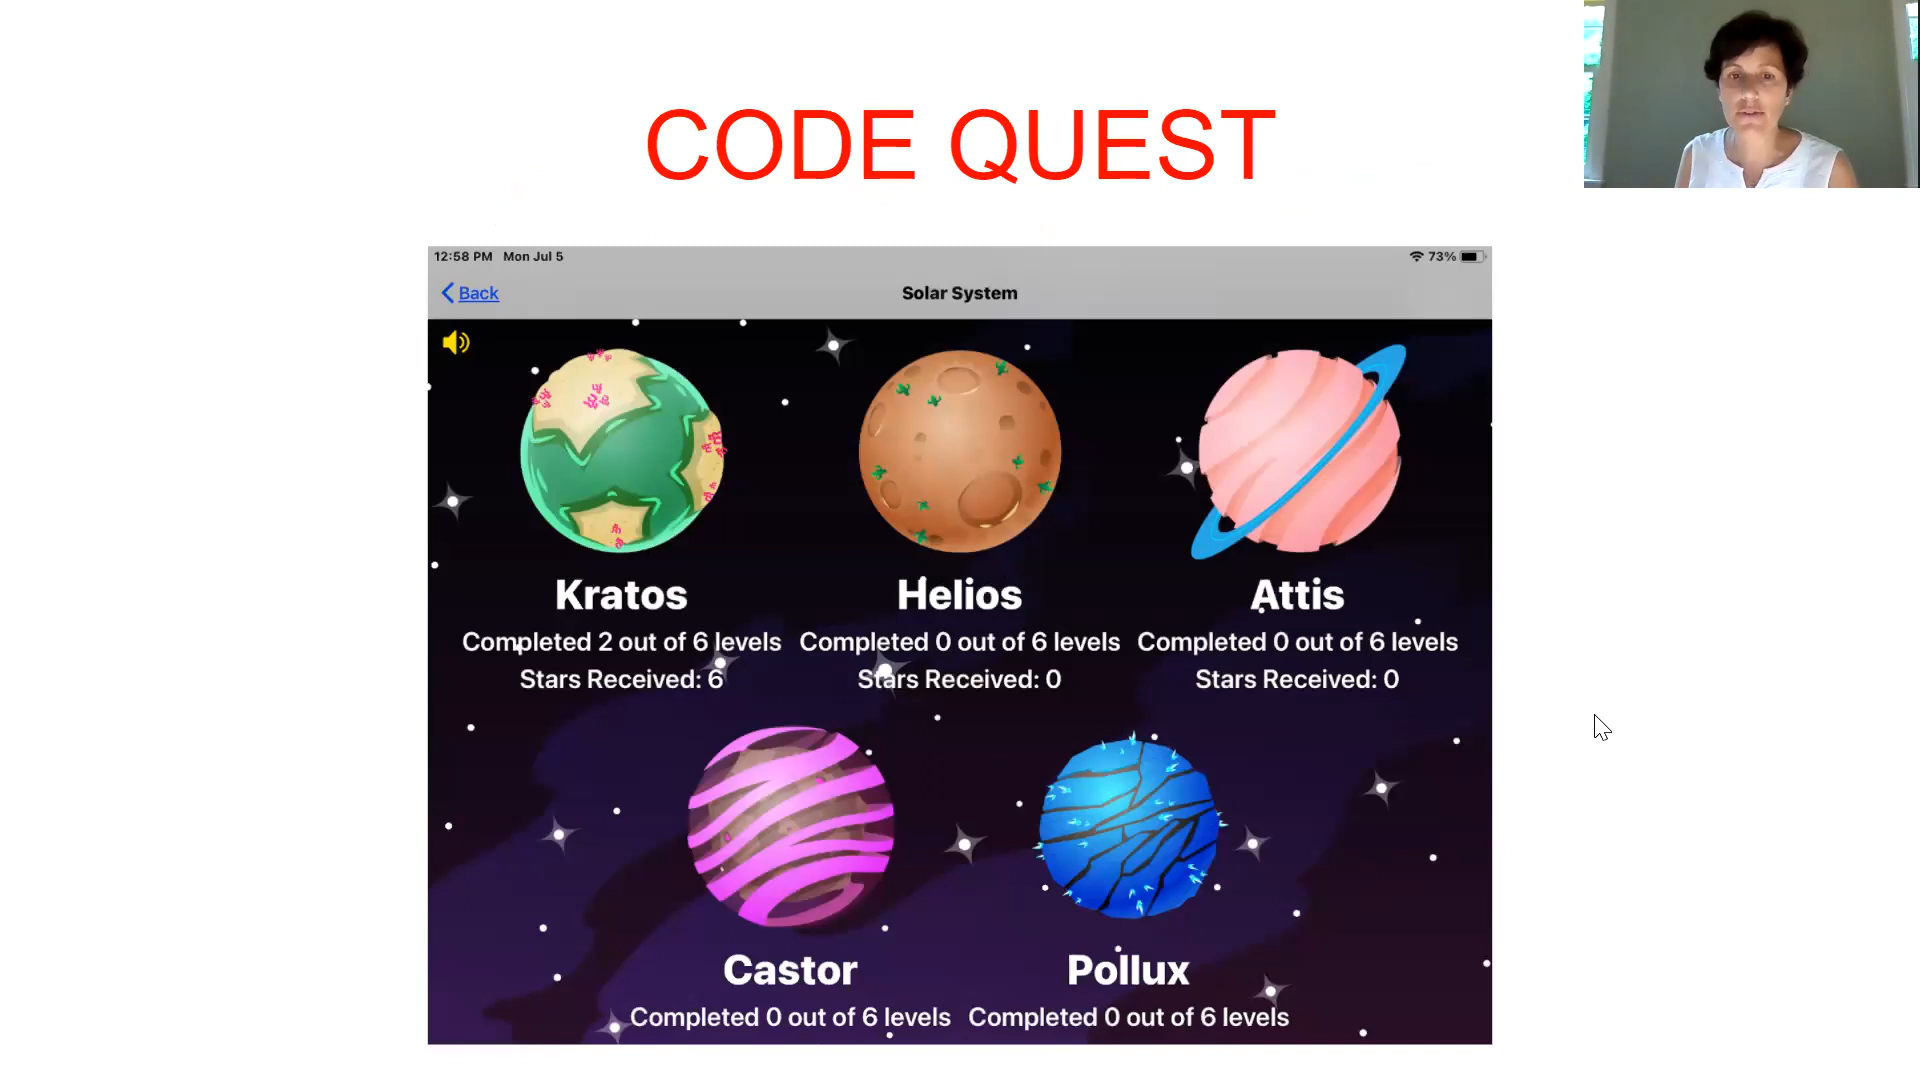 CODE QUEST
12:58 PM Mon Jul 5 73%
Back Solar System
Kratos Helios Attis
Completed 2 out of 6 levels Completed 0 out of 6 levels Completed 0 out of 6 levels
Stars Received: 6 Stars Received: 0 Stars Received: 0
Castor Pollux
Completed 0 out of 6 levels Completed 0 out of 6 levels